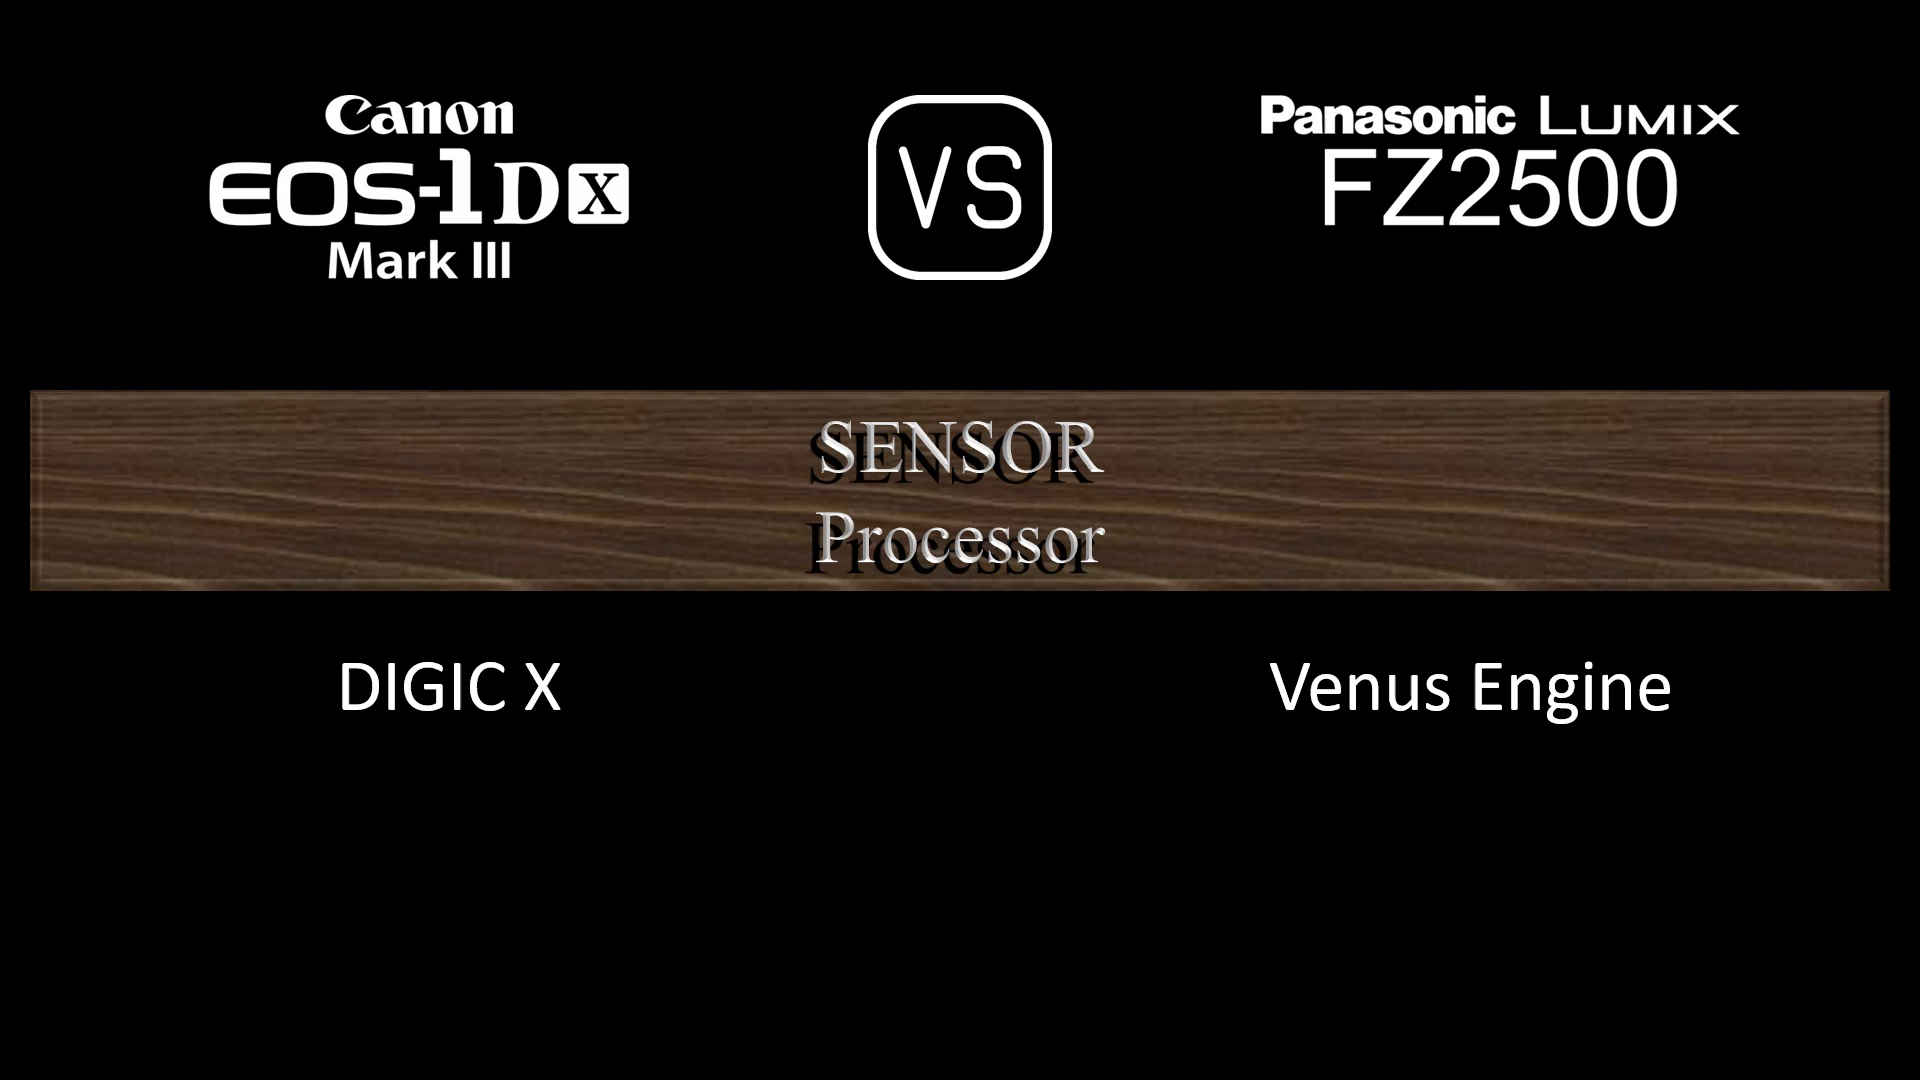 Canon
EOS-1D X
Mark III
VS
Panasonic LUMIX
FZ2500
SENSOR
Processor
DIGIC X
Venus Engine